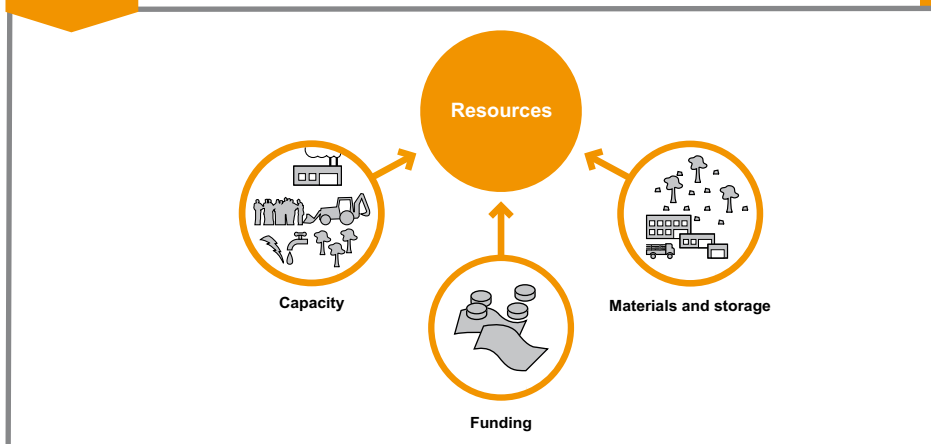 Resources
Capacity
Materials and storage
Funding